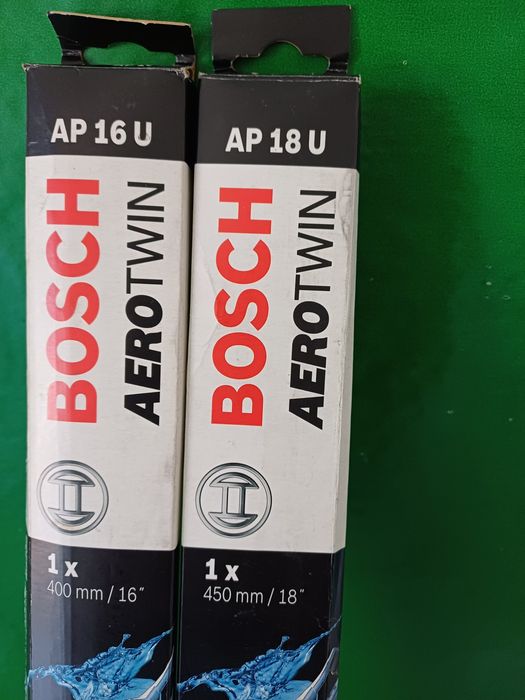 AP 16 U
BOSCH
AEROTWIN
1 x
400 mm / 16"
AP 18 U
BOSCH
AEROTWIN
1 x
450 mm / 18"